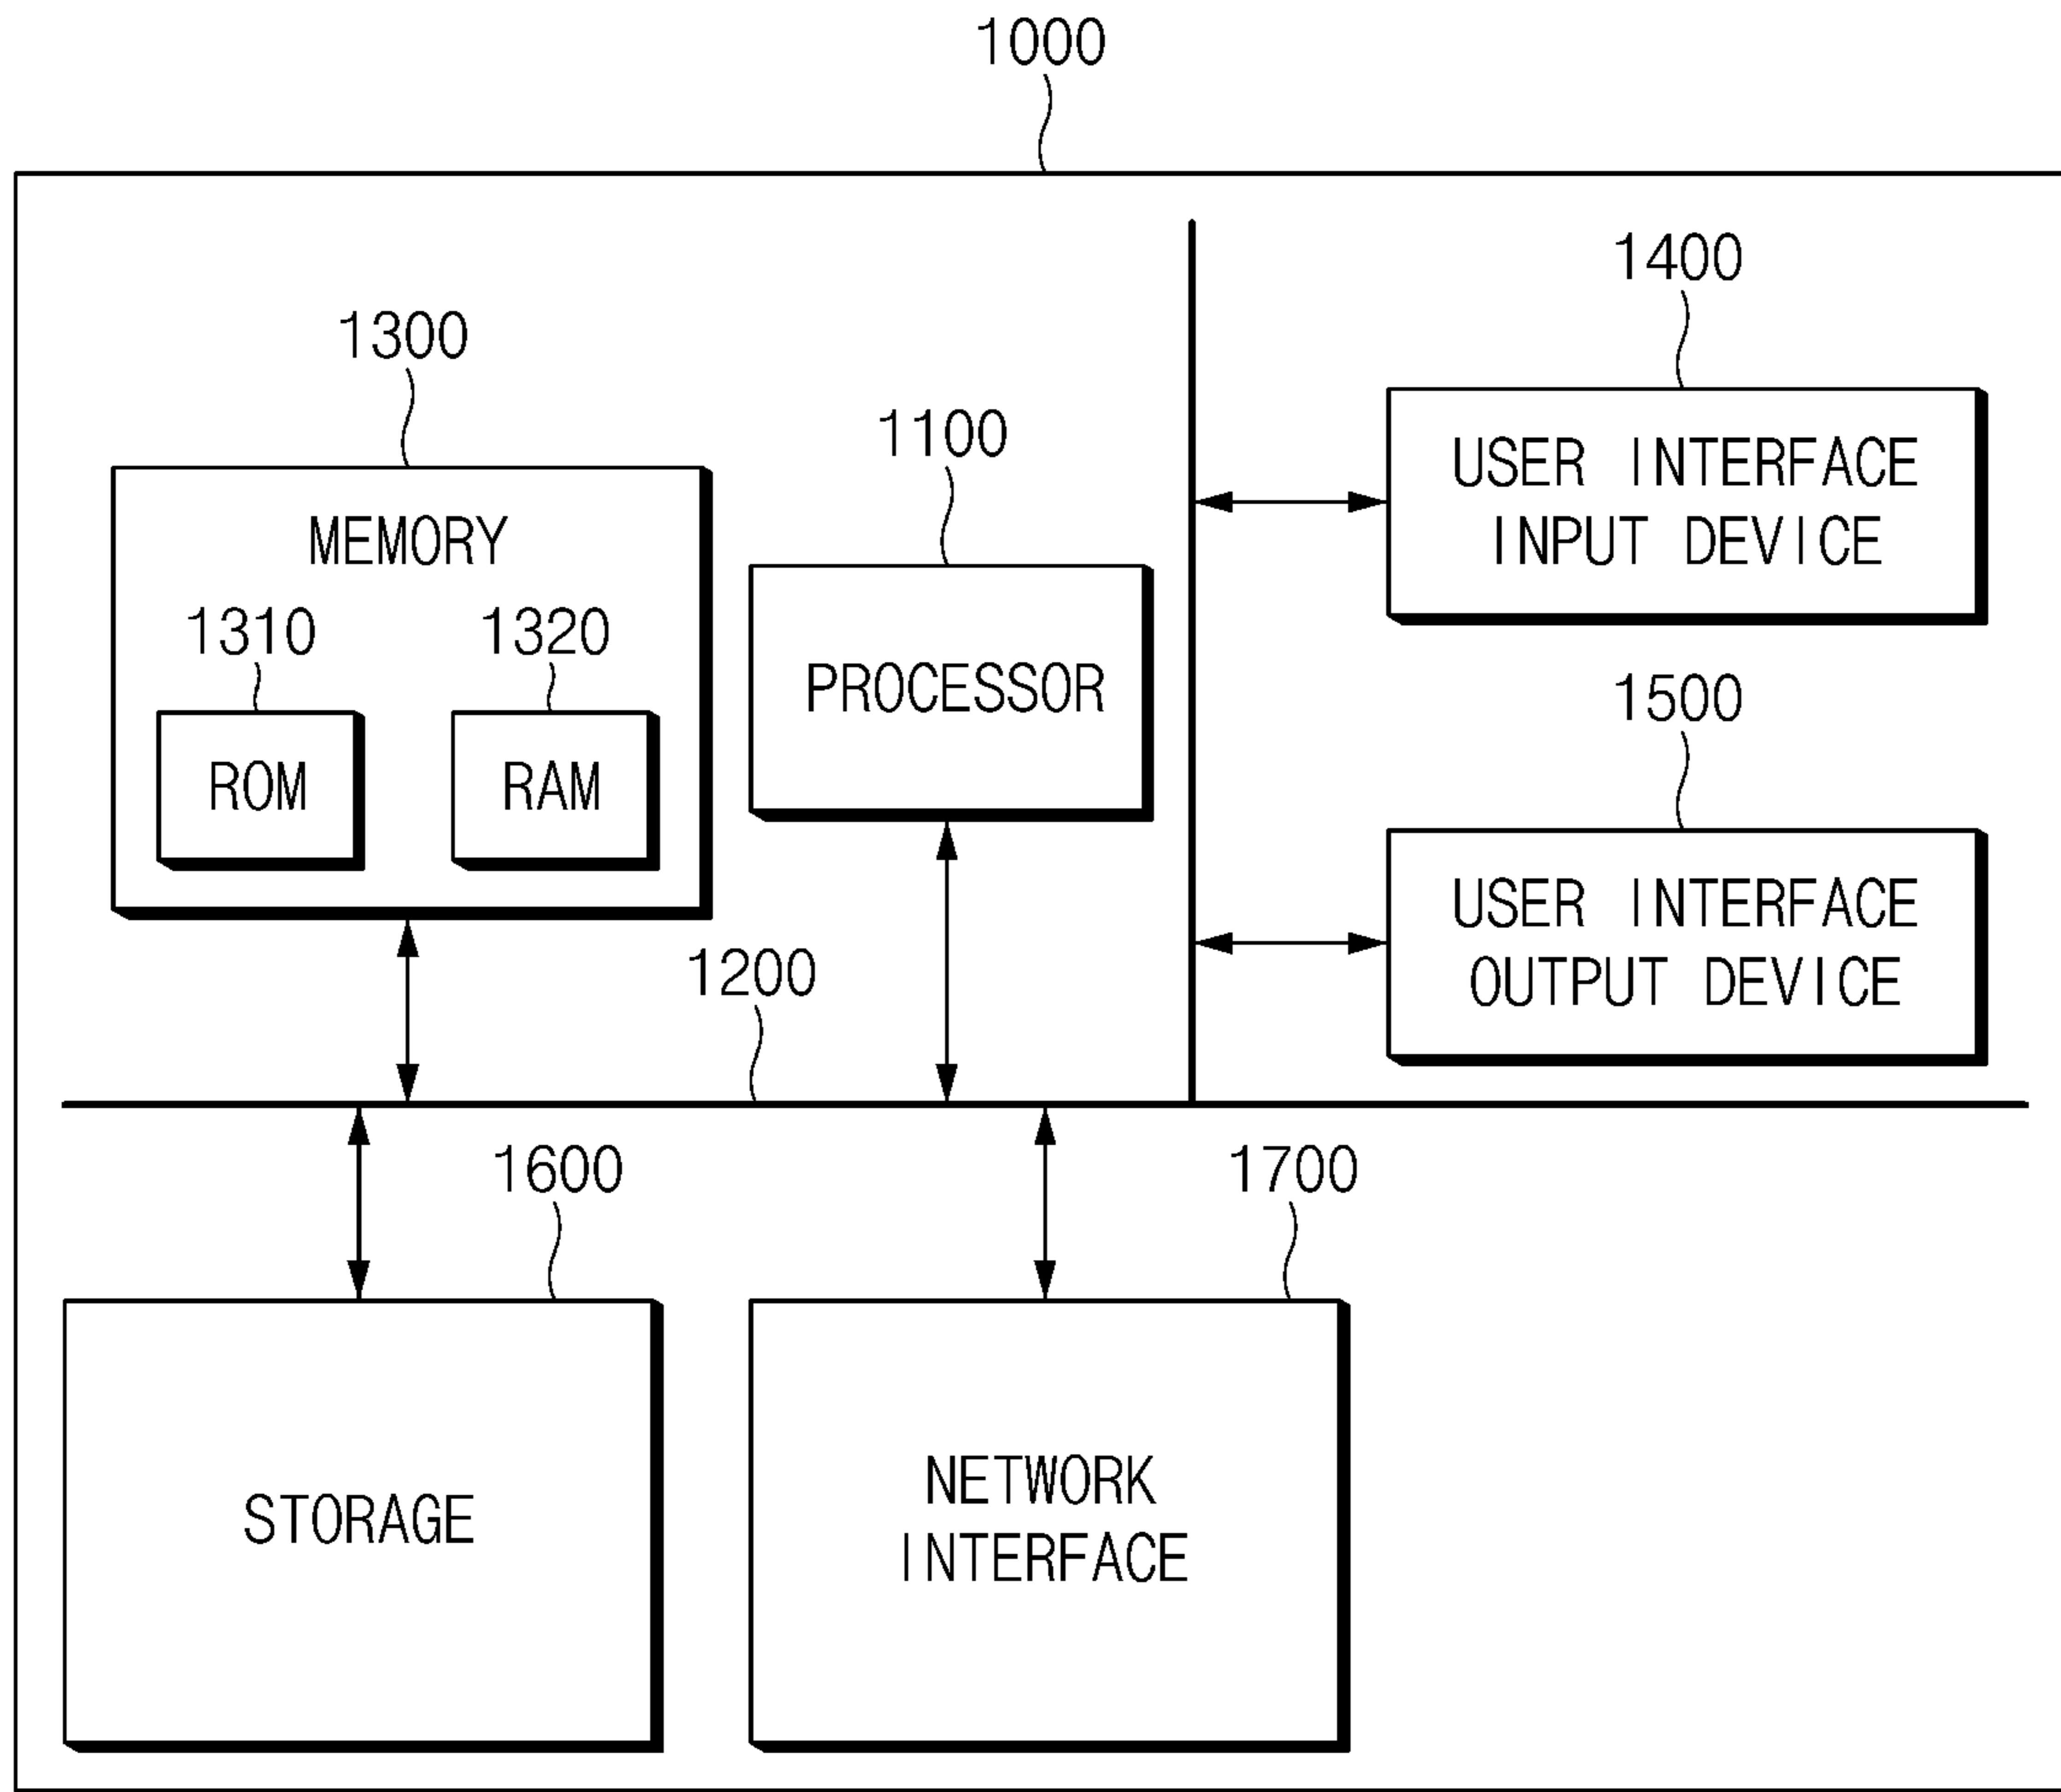 1000
1300
MEMORY
1310
ROM
1320
RAM
1100
PROCESSOR
1400
USER INTERFACE
INPUT DEVICE
1500
USER INTERFACE
OUTPUT DEVICE
1200
1600
STORAGE
1700
NETWORK
INTERFACE